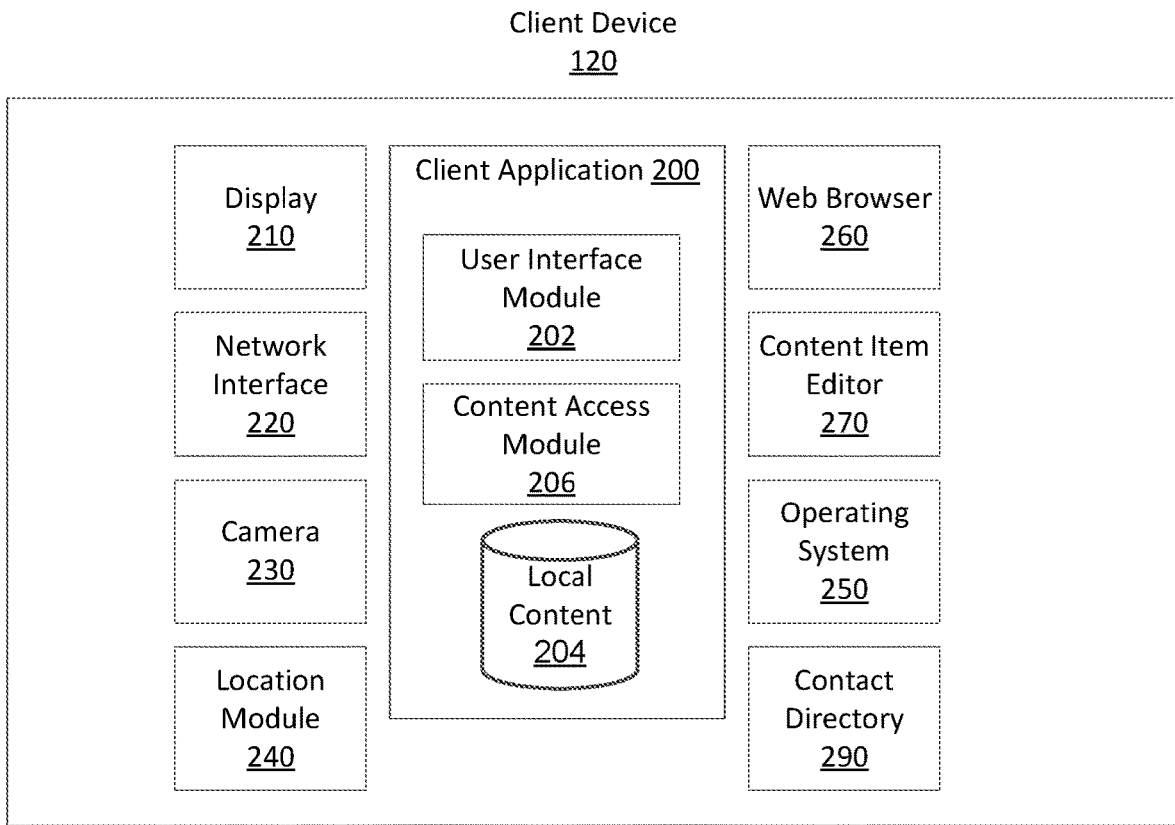 Client Device
120
Display
210
Network
Interface
220
Camera
230
Location
Module
240
Client Application 200
User Interface
Module
202
Content Access
Module
206
Local
Content
204
Web Browser
260
Content Item
Editor
270
Operating
System
250
Contact
Directory
290